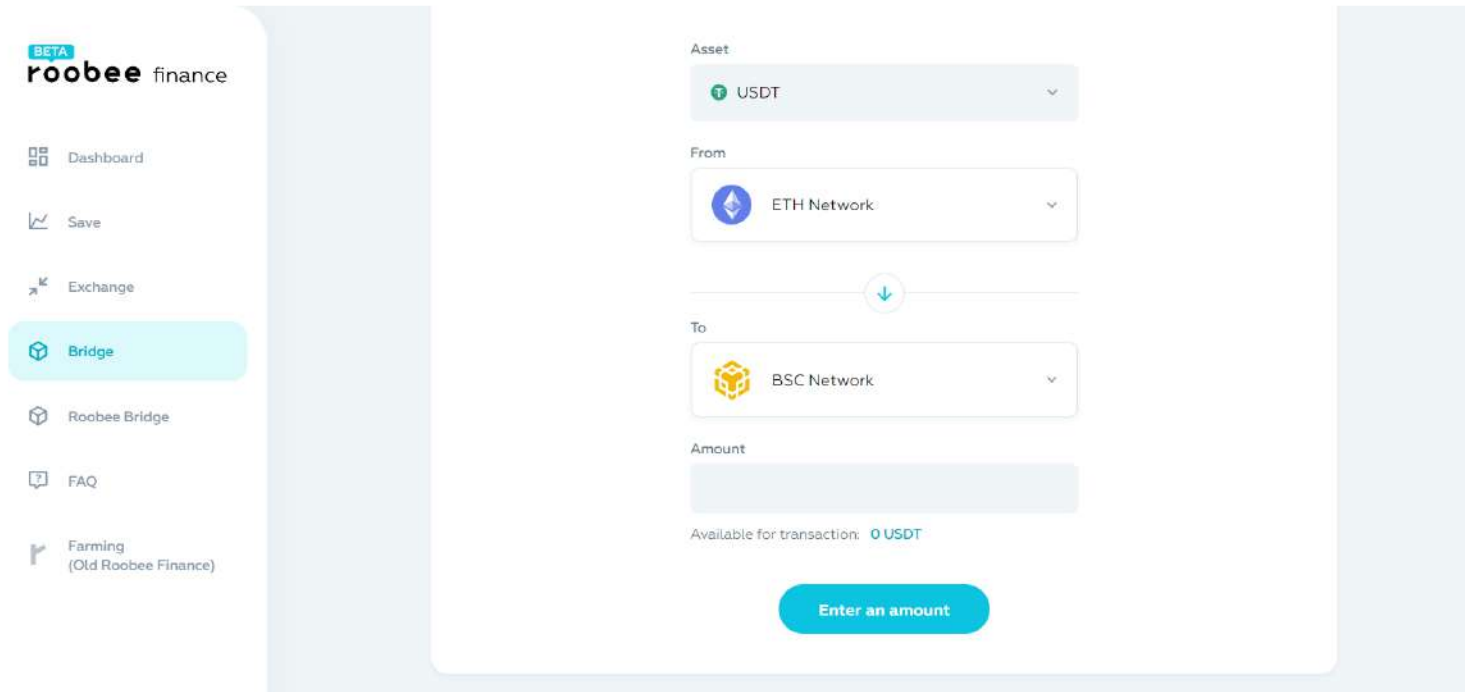 BETA
roobee finance
Dashboard
Save
Exchange
Bridge
Roobee Bridge
FAQ
Farming
(Old Roobee Finance)
Asset
USDT
From
ETH Network
To
BSC Network
Amount
Available for transaction: 0 USDT
Enter an amount